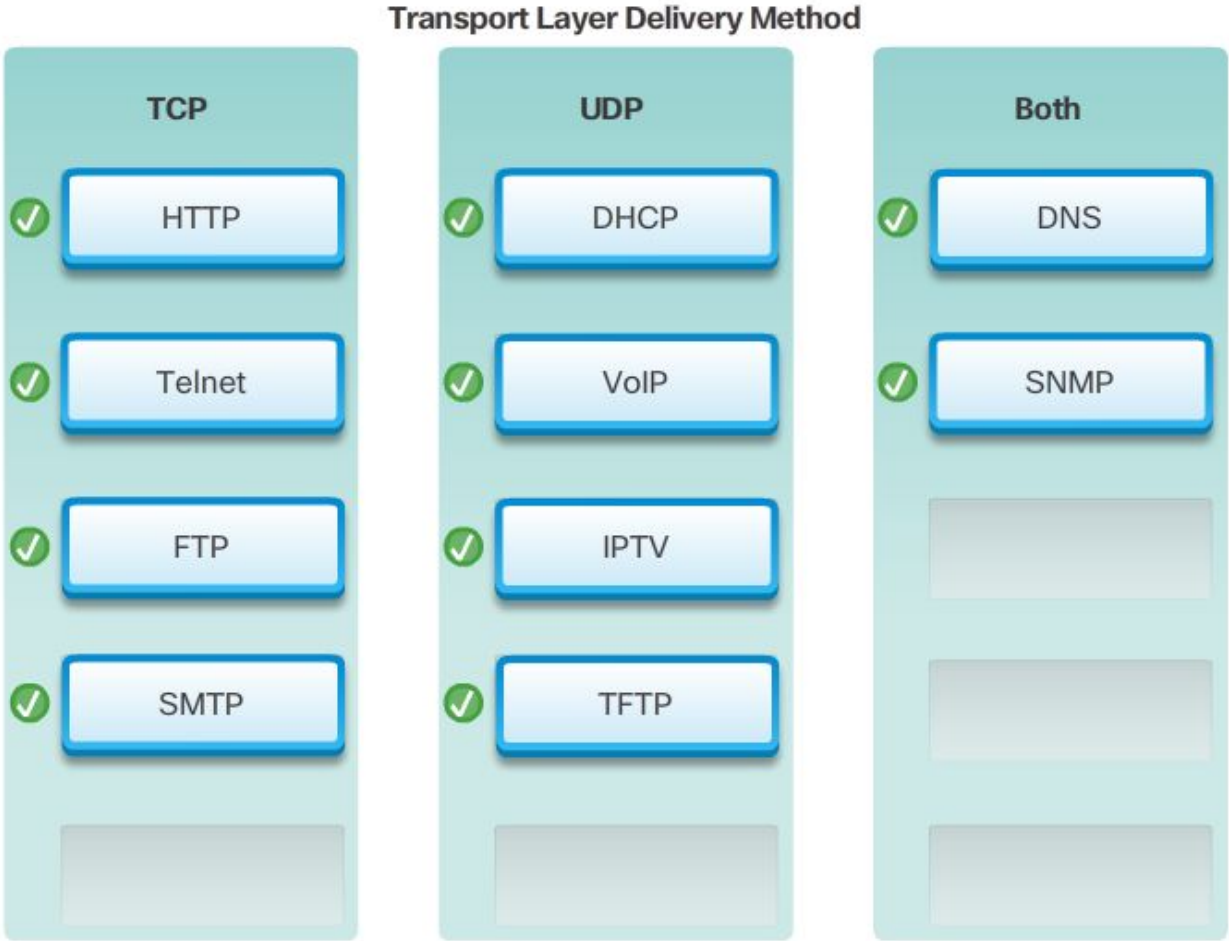 Transport Layer Delivery Method
TCP
HTTP
Telnet
FTP
SMTP
UDP
DHCP
VoIP
IPTV
TFTP
Both
DNS
SNMP